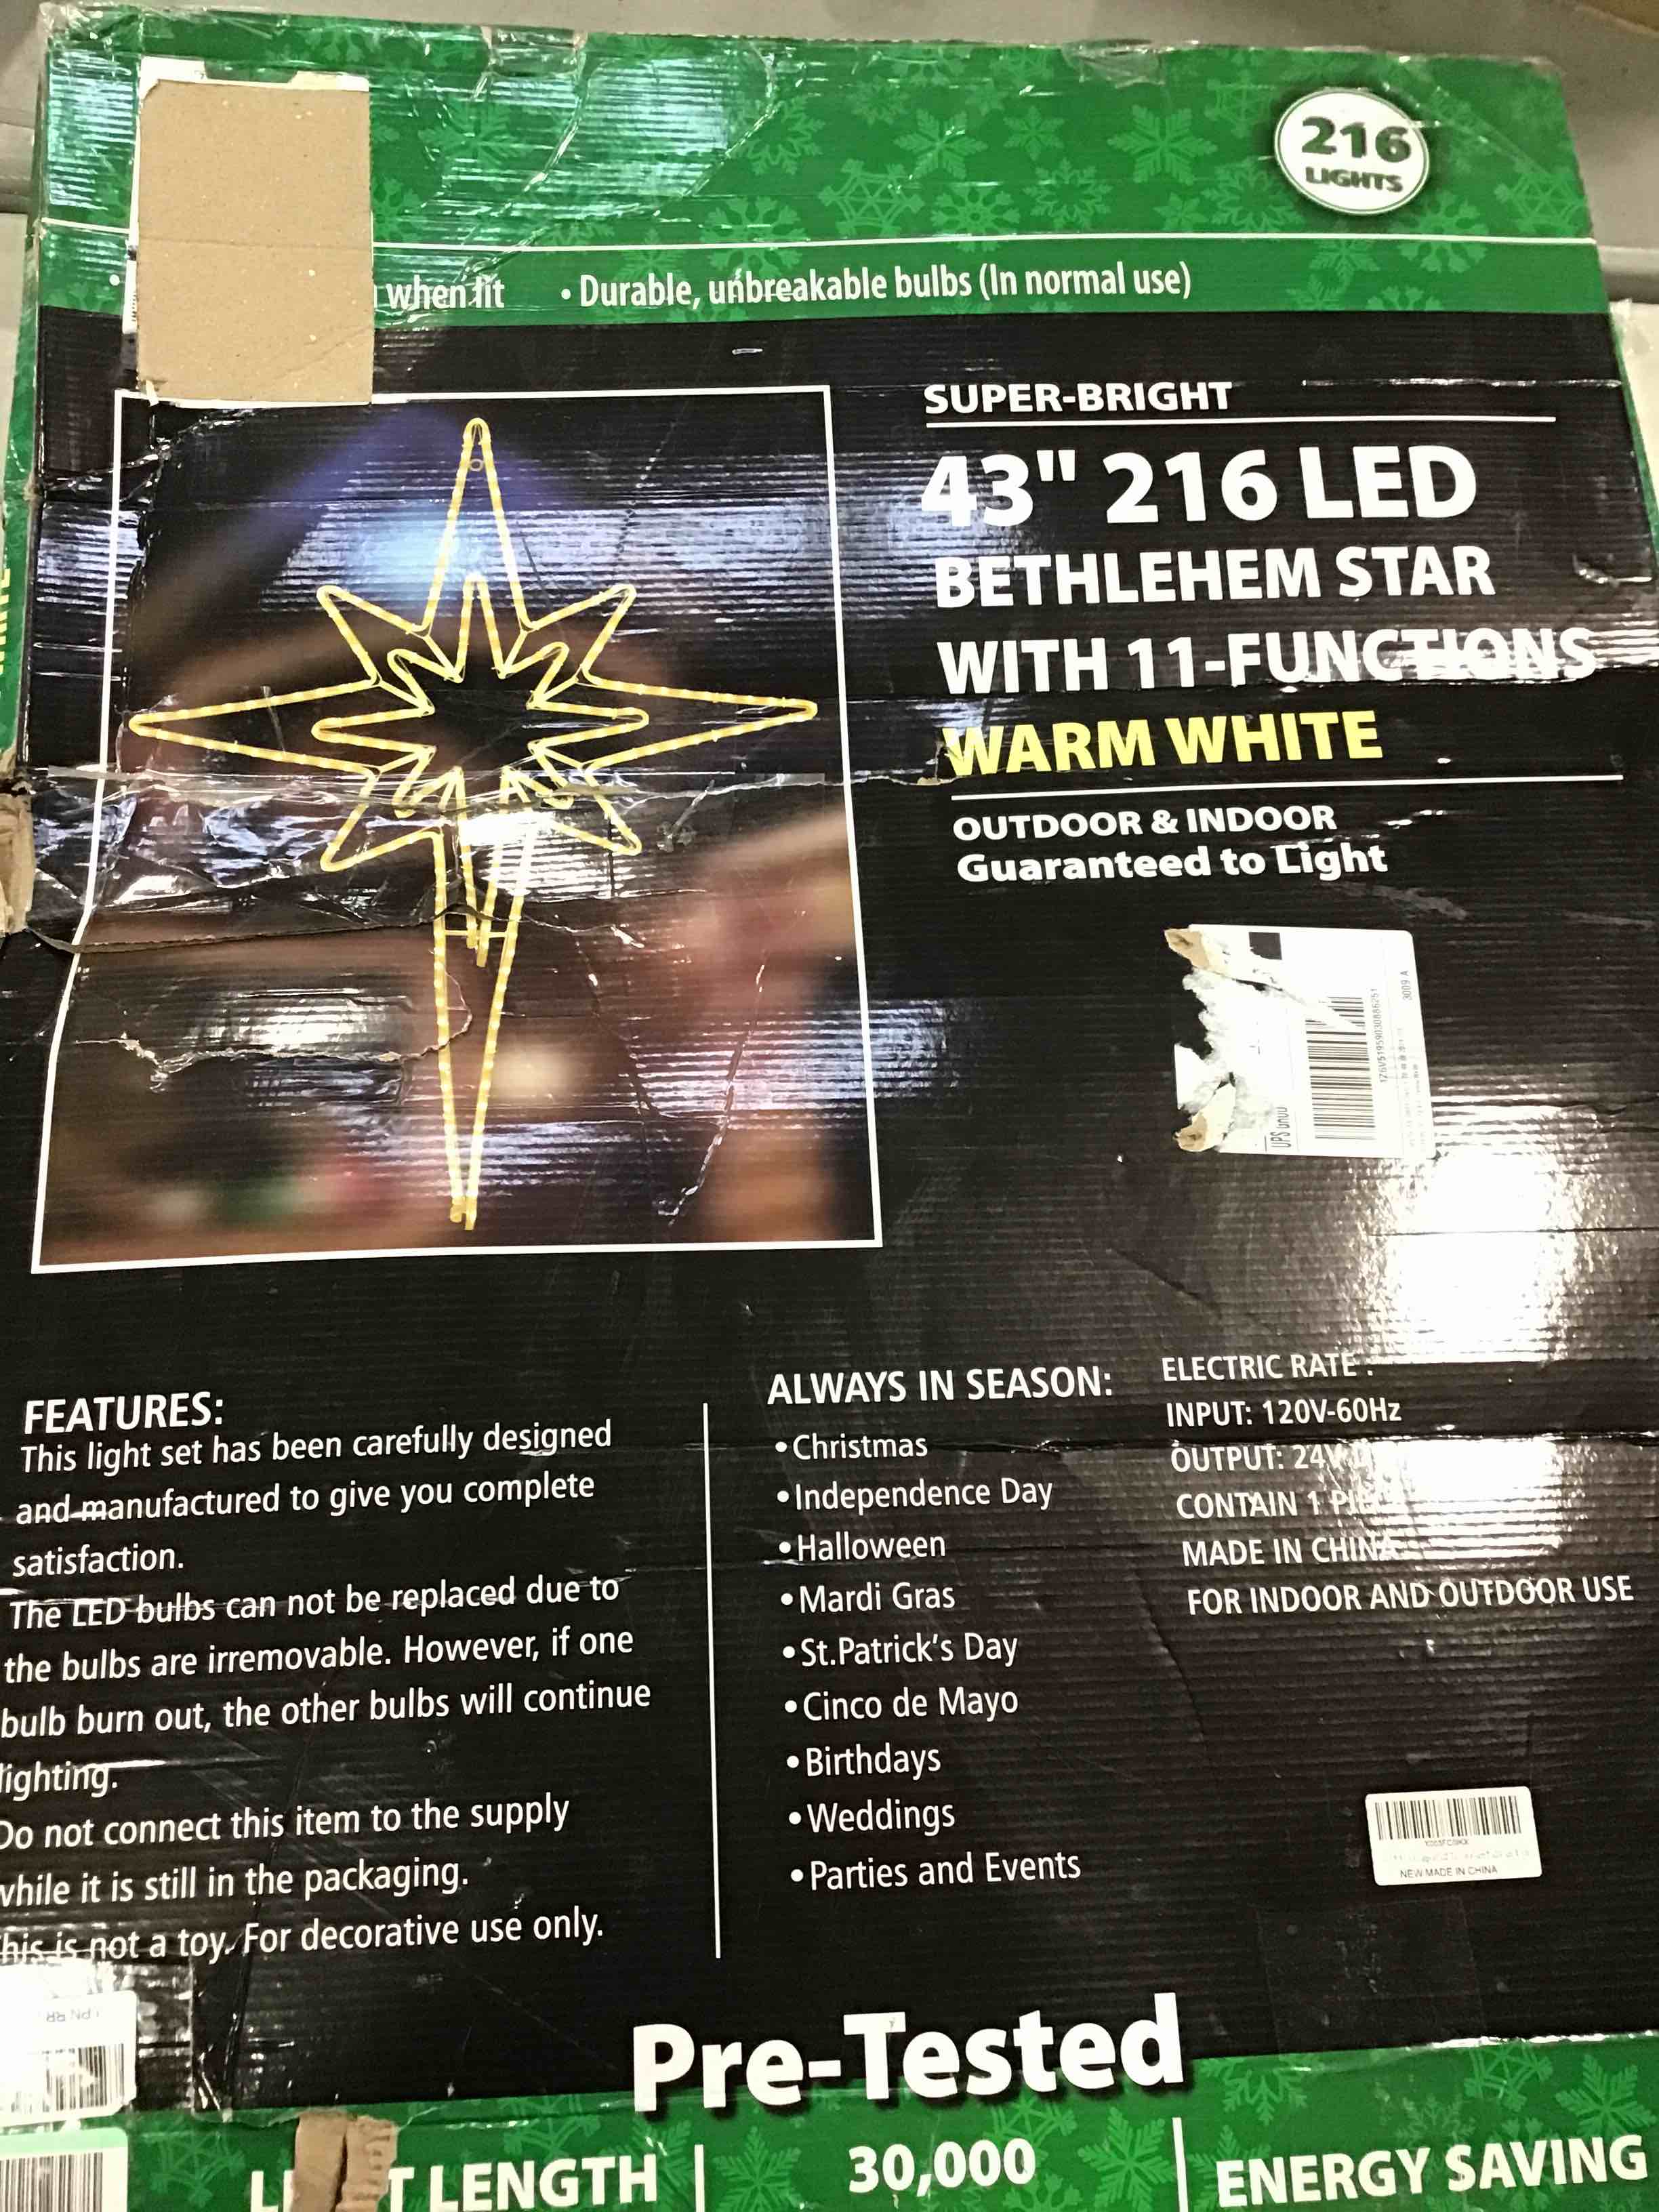 216
LIGHTS
when lit • Durable, unbreakable bulbs (In normal use)
SUPER-BRIGHT
43" 216 LED
BETHLEHEM STAR
WITH 11-FUNCTIONS
WARM WHITE
OUTDOOR & INDOOR
Guaranteed to Light
3009 A
UPS
FEATURES:
This light set has been carefully designed
and manufactured to give you complete
satisfaction.
The LED bulbs can not be replaced due to
the bulbs are irremovable. However, if one
bulb burn out, the other bulbs will continue
lighting.
Do not connect this item to the supply
while it is still in the packaging.
his is not a toy. For decorative use only.
ALWAYS IN SEASON:
• Christmas
• Independence Day
• Halloween
• Mardi Gras
• St.Patrick's Day
• Cinco de Mayo
• Birthdays
• Weddings
• Parties and Events
ELECTRIC RATE :
INPUT: 120V-60Hz
OUTPUT: 24V
CONTAIN 1
MADE IN CHINA
FOR INDOOR AND OUTDOOR USE
NEW MADE IN CHINA
Pre-Tested
LENGTH
30,000
ENERGY SAVING